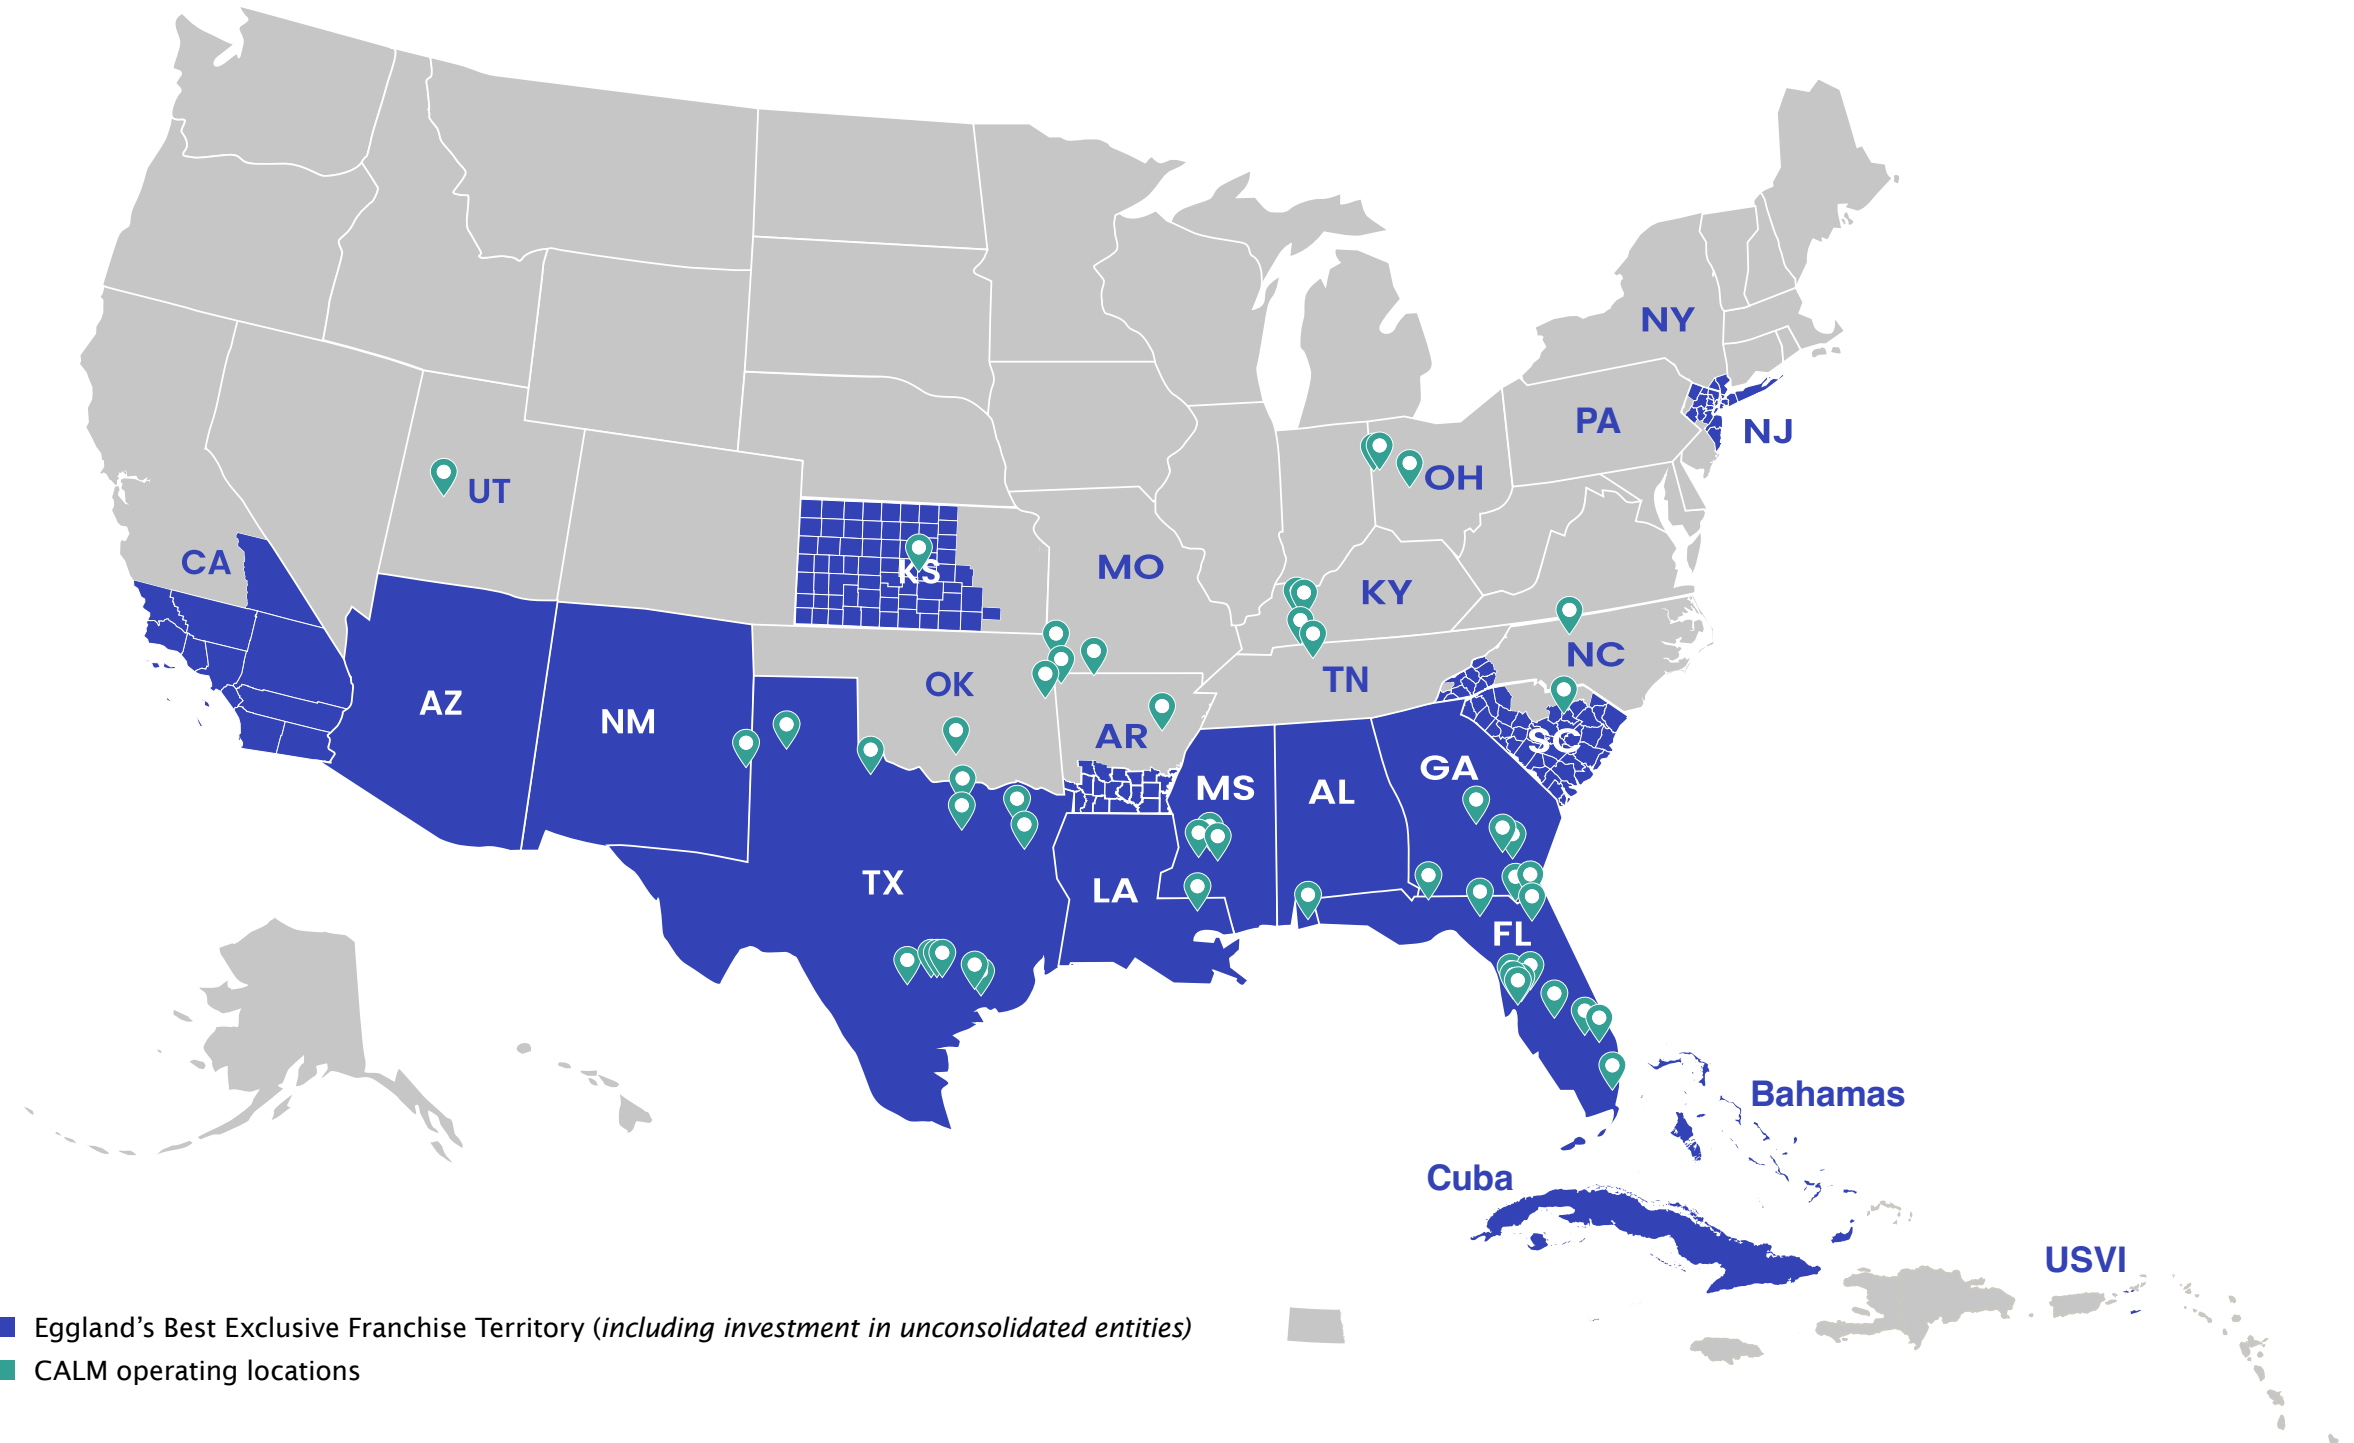 NY
PA
NJ
OH
UT
CA
KS
MO
KY
NC
TN
OK
AZ
NM
AR
SC
GA
MS
AL
TX
LA
FL
Bahamas
Cuba
USVI
Eggland’s Best Exclusive Franchise Territory (including investment in unconsolidated entities)
CALM operating locations